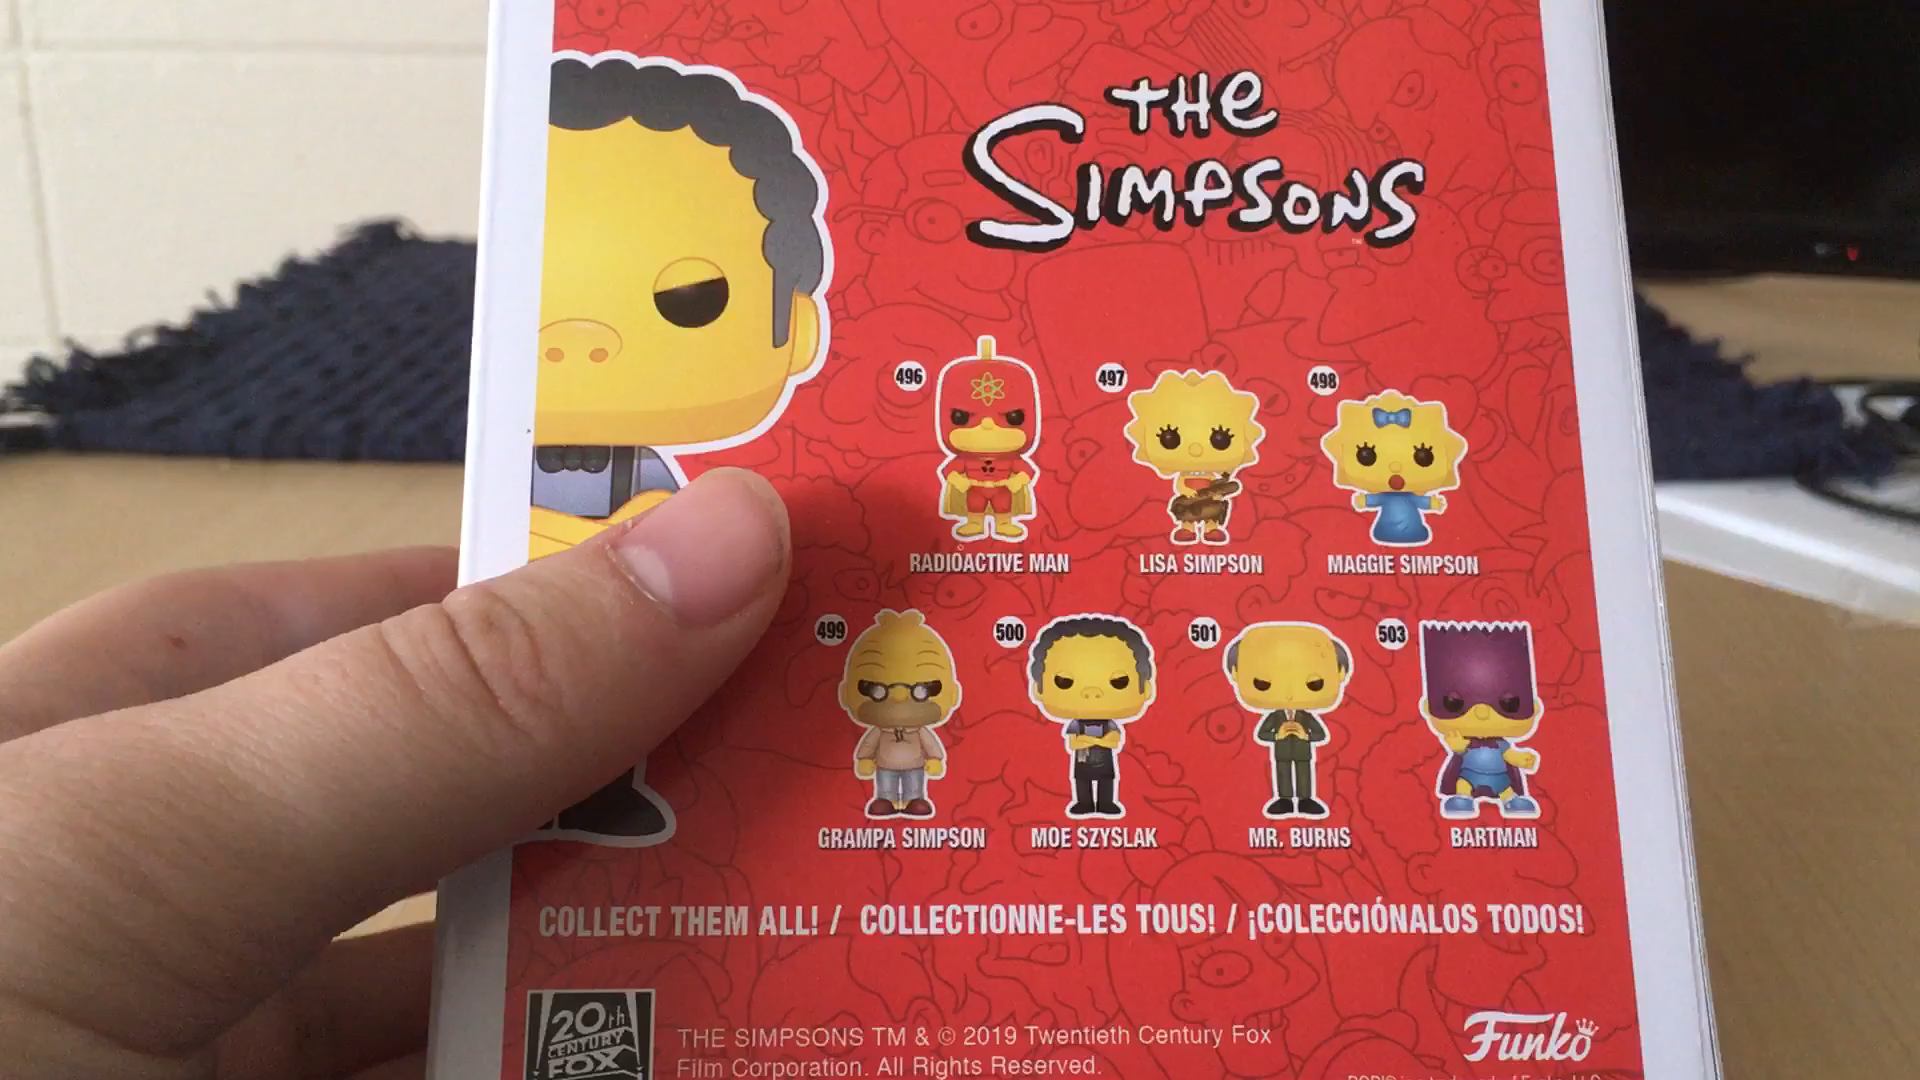 THE
SIMPSONS
496
497
498
RADIOACTIVE MAN
LISA SIMPSON
MAGGIE SIMPSON
499
500
501
503
GRAMPA SIMPSON
MOE SZYSLAK
MR. BURNS
BARTMAN
COLLECT THEM ALL! / COLLECTIONNE-LES TOUS! / ¡COLECCIÓNALOS TODOS!
20th
CENTURY
FOX
THE SIMPSONS TM & © 2019 Twentieth Century Fox
Film Corporation. All Rights Reserved.
Funko